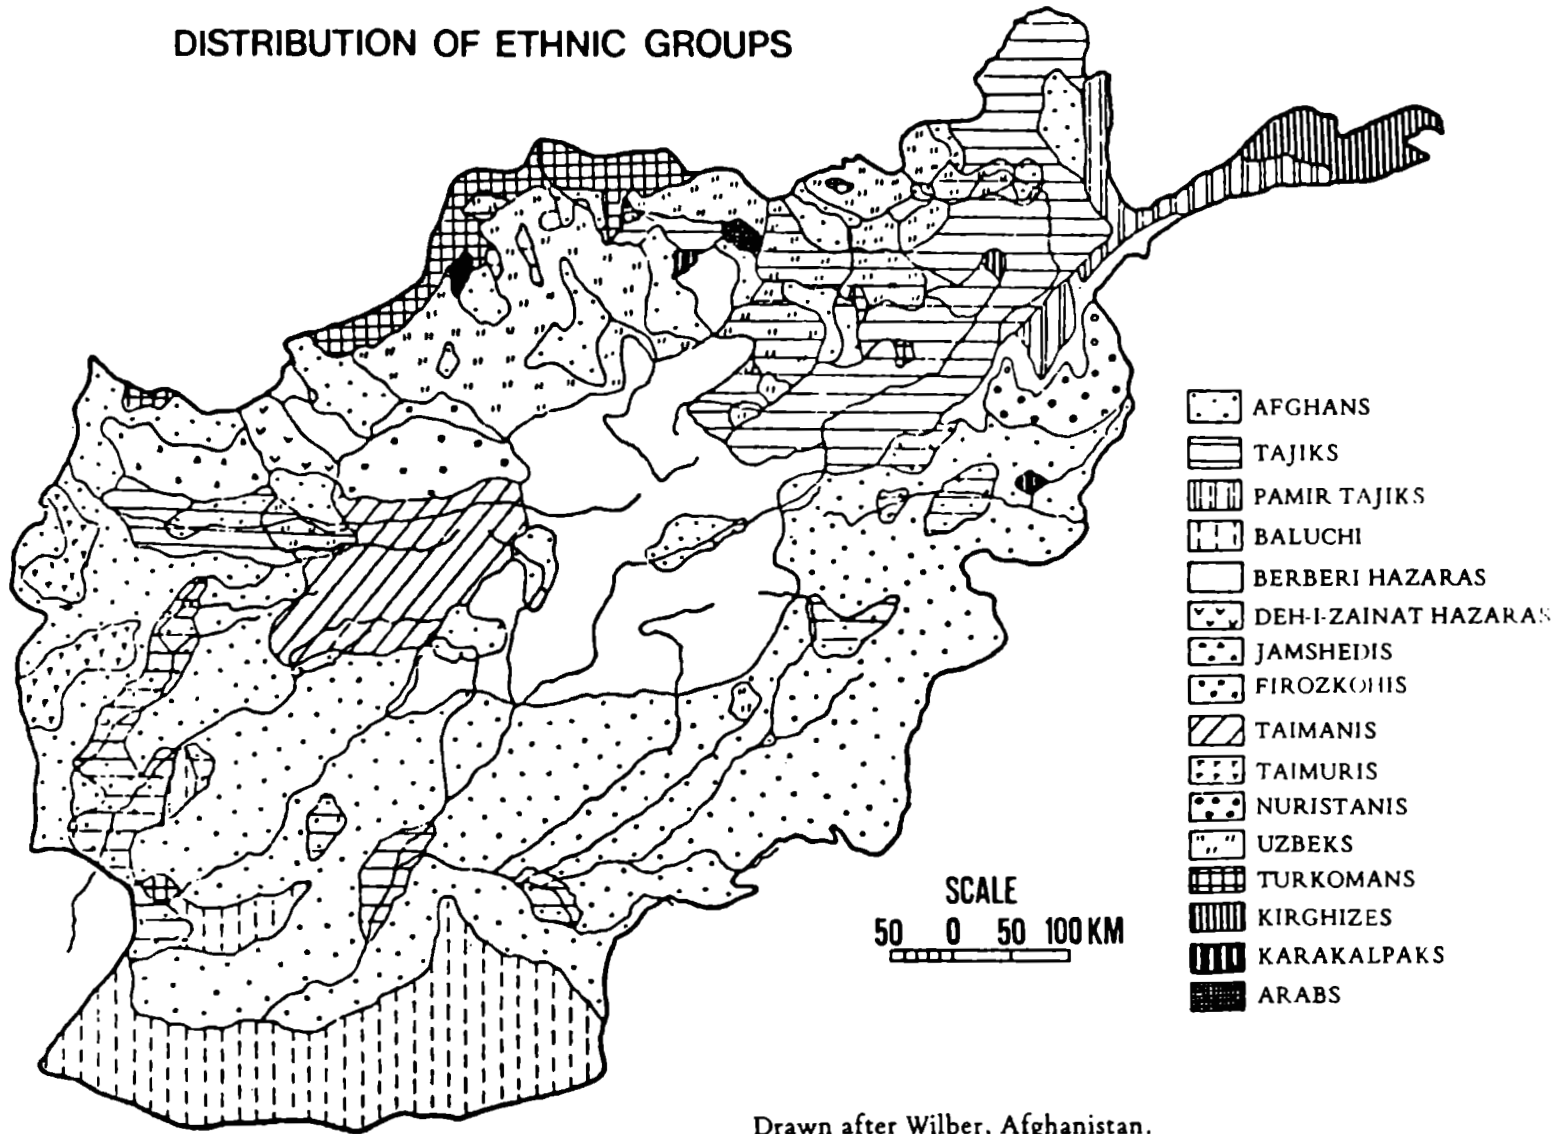 DISTRIBUTION OF ETHNIC GROUPS
AFGHANS
TAJIKS
PAMIR TAJIKS
BALUCHI
BERBERI HAZARAS
DEH-I-ZAINAT HAZARAS
JAMSHEDIS
FIROZKOHIS
TAIMANIS
TAIMURIS
NURISTANIS
UZBEKS
TURKOMANS
KIRGHIZES
KARAKALPAKS
ARABS
SCALE
50 0 50 100 KM
Drawn after Wilber, Afghanistan.